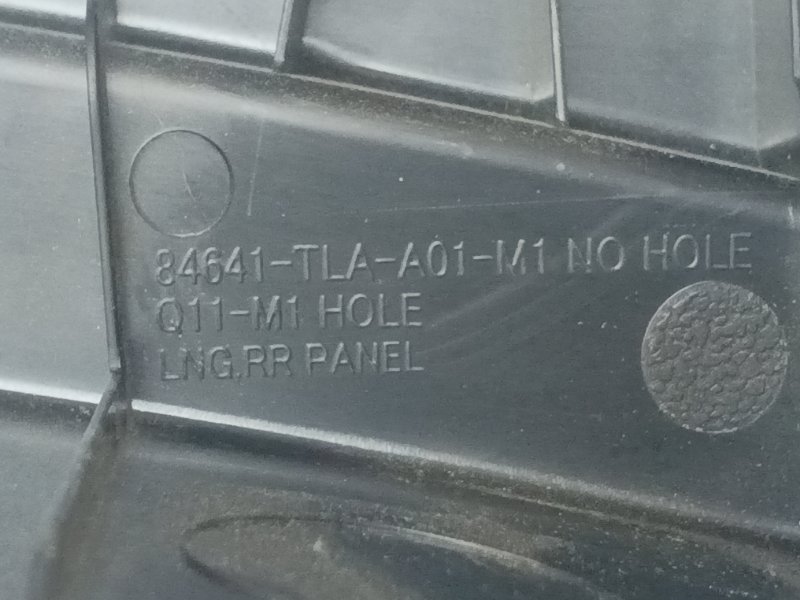 84641-TLA-A01-M1 NO HOLE
Q11-M1 HOLE
LNG,RR PANEL